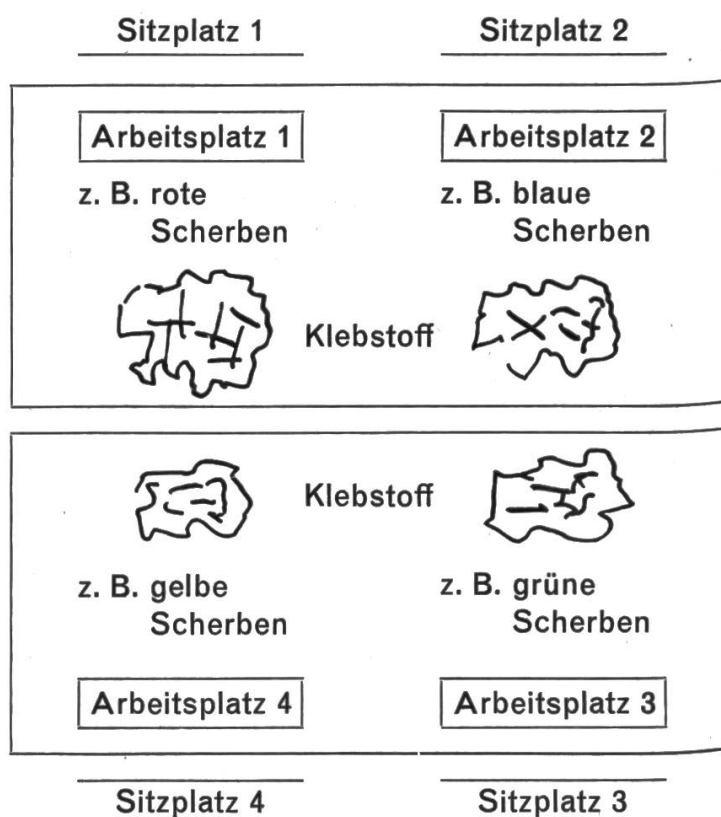 Sitzplatz 1 Sitzplatz 2
Arbeitsplatz 1 Arbeitsplatz 2
z. B. rote z. B. blaue
Scherben Scherben
Klebstoff
Klebstoff
z. B. gelbe z. B. grüne
Scherben Scherben
Arbeitsplatz 4 Arbeitsplatz 3
Sitzplatz 4 Sitzplatz 3